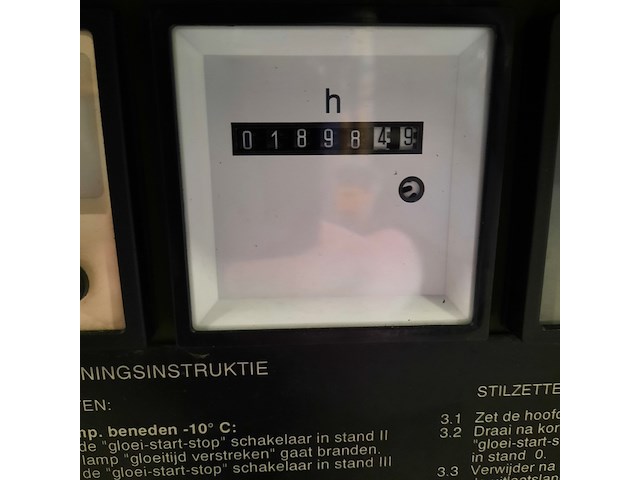 h
0189849
NINGSINSTRUKTIE
TEN:
mp. beneden -10° C:
de "gloei-start-stop" schakelaar in stand II
lamp "gloeitijd verstreken" gaat branden.
de "gloei-start-stop" schakelaar in stand III
STILZETTE
3.1 Zet de hoofd
3.2 Draai na kor
"gloei-start-s
in stand 0.
3.3 Verwijder na